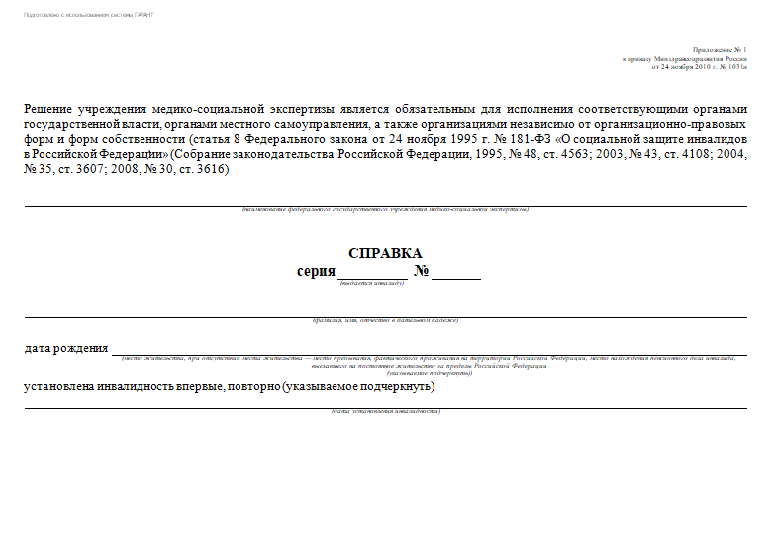 Подготовлено с использованием системы ГАРАНТ
Приложение № 1
к приказу Минздравсоцразвития России
от 24 ноября 2010 г. № 1031н
Решение учреждения медико-социальной экспертизы является обязательным для исполнения соответствующими органами
государственной власти, органами местного самоуправления, а также организациями независимо от организационно-правовых
форм и форм собственности (статья 8 Федерального закона от 24 ноября 1995 г. № 181-ФЗ «О социальной защите инвалидов
в Российской Федерации» (Собрание законодательства Российской Федерации, 1995, № 48, ст. 4563; 2003, № 43, ст. 4108; 2004,
№ 35, ст. 3607; 2008, № 30, ст. 3616)
(наименование федерального государственного учреждения медико-социальной экспертизы)
СПРАВКА
серия __________ № _______
(выдается инвалиду)
(фамилия, имя, отчество в дательном падеже)
дата рождения
(место жительства, при отсутствии места жительства — место пребывания, фактического проживания на территории Российской Федерации, место нахождения пенсионного дела инвалида,
выехавшего на постоянное жительство за пределы Российской Федерации
(указываемое подчеркнуть))
установлена инвалидность впервые, повторно (указываемое подчеркнуть)
(дата установления инвалидности)